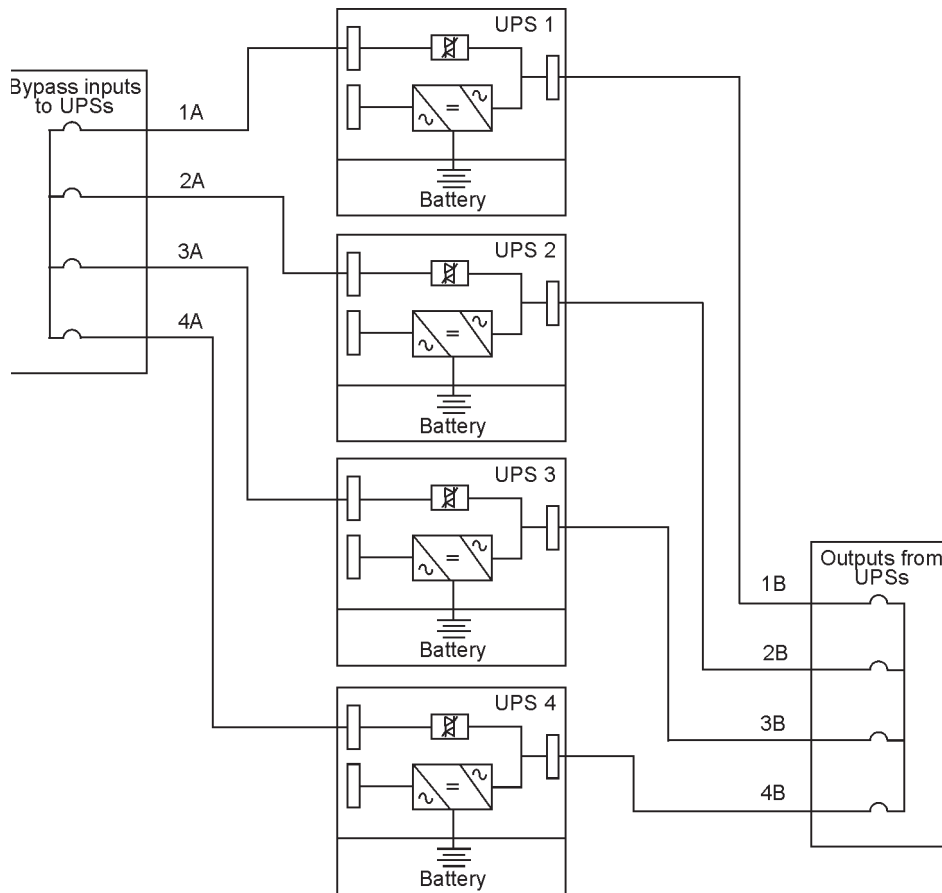 UPS 1
Bypass inputs
to UPSs
1A
2A
3A
4A
=
Battery
UPS 2
=
Battery
UPS 3
=
Battery
UPS 4
=
Battery
Outputs from
UPSs
1B
2B
3B
4B